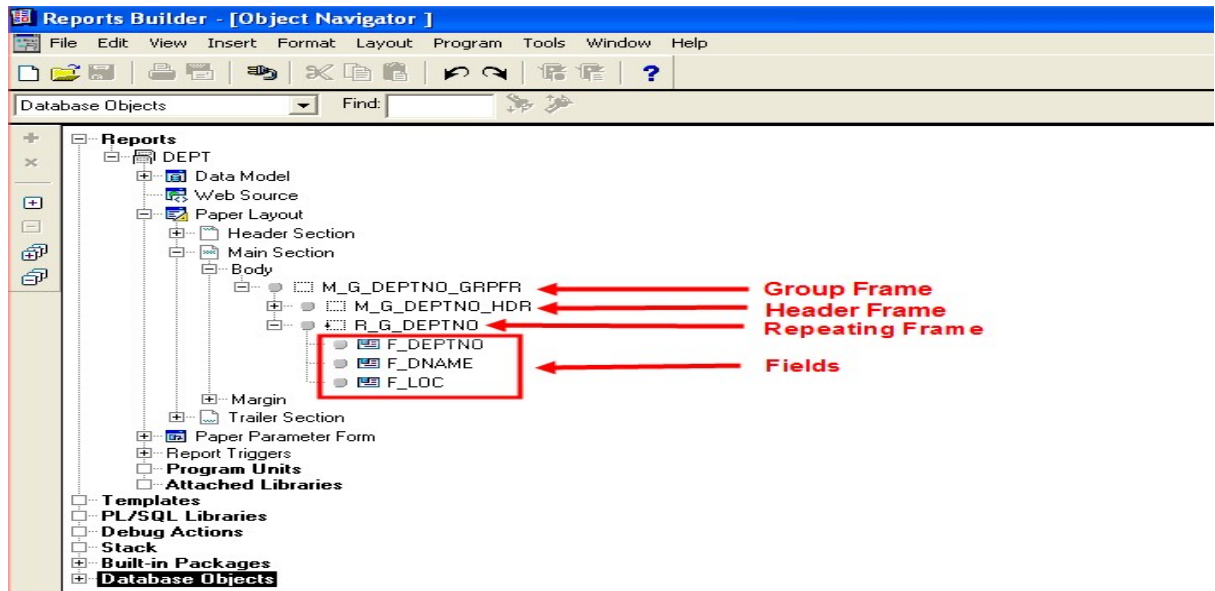 Reports Builder - [Object Navigator ]
File Edit View Insert Format Layout Program Tools Window Help
?
Database Objects Find:
Reports
DEPT
Data Model
Web Source
Paper Layout
Header Section
Main Section
Body
M_G_DEPTNO_GRPFR Group Frame
M_G_DEPTNO_HDR Header Frame
R_G_DEPTNO Repeating Frame
F_DEPTNO
F_DNAME Fields
F_LOC
Margin
Trailer Section
Paper Parameter Form
Report Triggers
Program Units
Attached Libraries
Templates
PL/SQL Libraries
Debug Actions
Stack
Built-in Packages
Database Objects